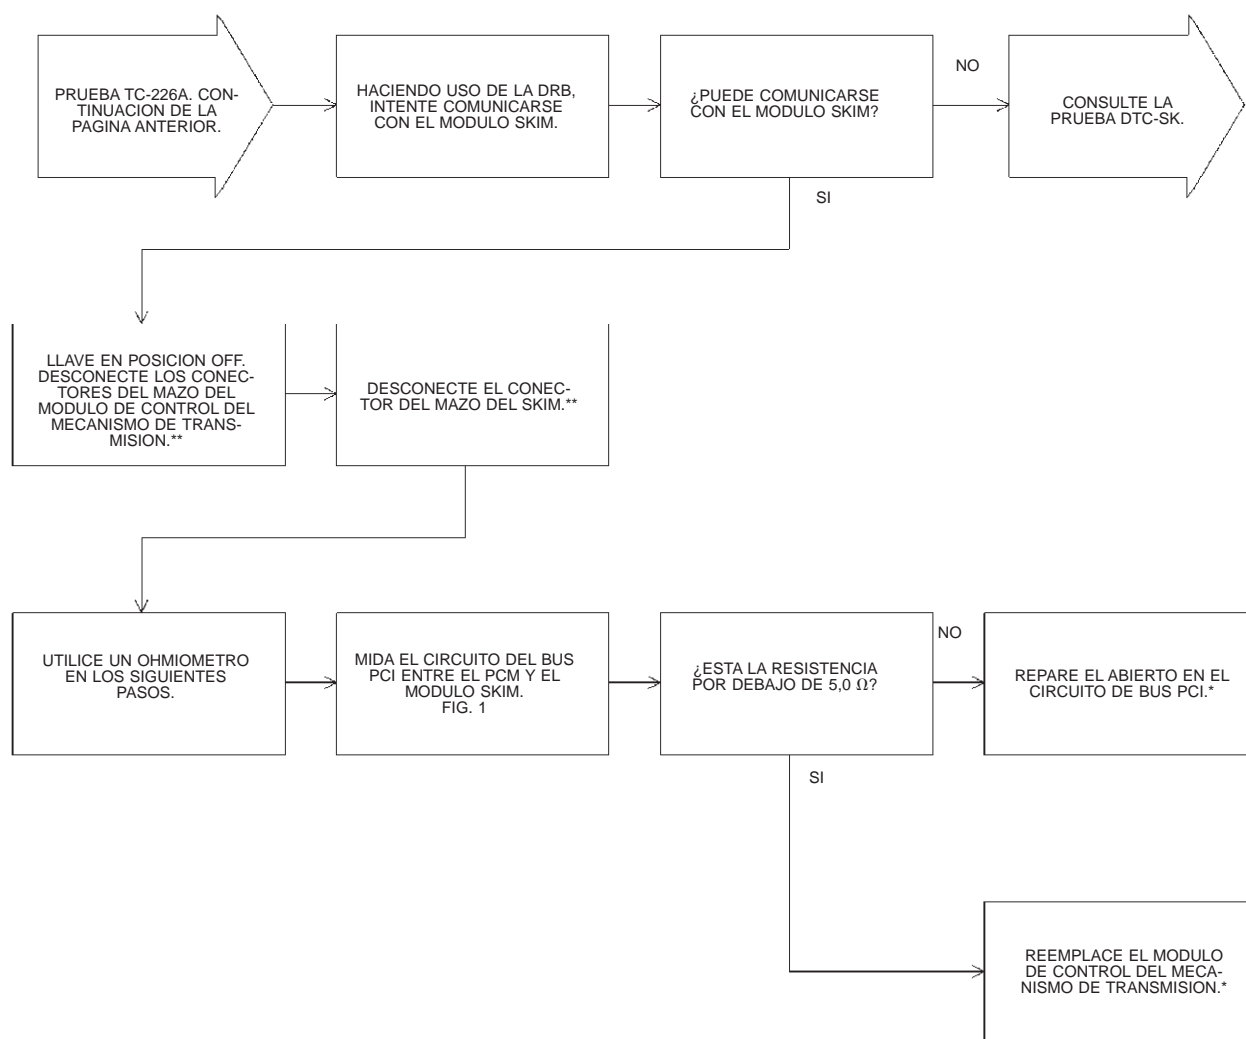 PRUEBA TC-226A. CON-
TINUACION DE LA
PAGINA ANTERIOR.
HACIENDO USO DE LA DRB,
INTENTE COMUNICARSE
CON EL MODULO SKIM.
¿PUEDE COMUNICARSE
CON EL MODULO SKIM?
NO
CONSULTE LA
PRUEBA DTC-SK.
SI
LLAVE EN POSICION OFF.
DESCONECTE LOS CONEC-
TORES DEL MAZO DEL
MODULO DE CONTROL DEL
MECANISMO DE TRANS-
MISION.**
DESCONECTE EL CONEC-
TOR DEL MAZO DEL SKIM.**
UTILICE UN OHMIOMETRO
EN LOS SIGUIENTES
PASOS.
MIDA EL CIRCUITO DEL BUS
PCI ENTRE EL PCM Y EL
MODULO SKIM.
FIG. 1
¿ESTA LA RESISTENCIA
POR DEBAJO DE 5,0 Ω?
NO
REPARE EL ABIERTO EN EL
CIRCUITO DE BUS PCI.*
SI
REEMPLACE EL MODULO
DE CONTROL DEL MECA-
NISMO DE TRANSMISION.*